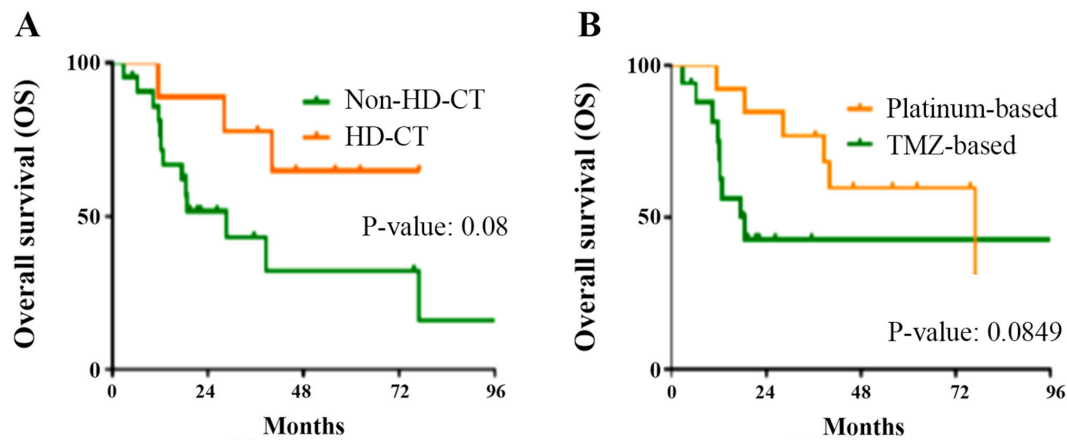 A
Overall survival (OS)
100
50
0
0 24 48 72 96
Months
Non-HD-CT
HD-CT
P-value: 0.08
B
Overall survival (OS)
100
50
0
0 24 48 72 96
Months
Platinum-based
TMZ-based
P-value: 0.0849